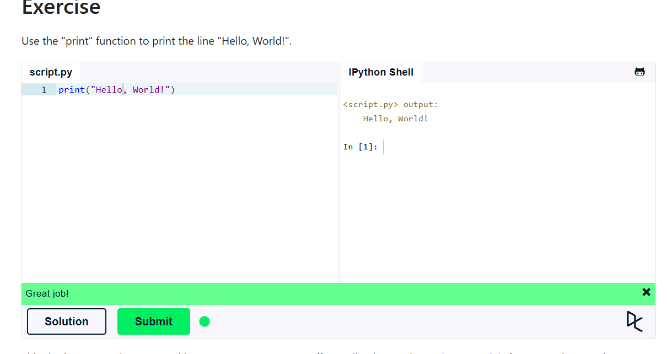 Exercise
Use the "print" function to print the line "Hello, World!".
script.py
IPython Shell
1 print("Hello, World!")
<script.py> output:
Hello, World!
In [1]:
Great job!
Solution
Submit